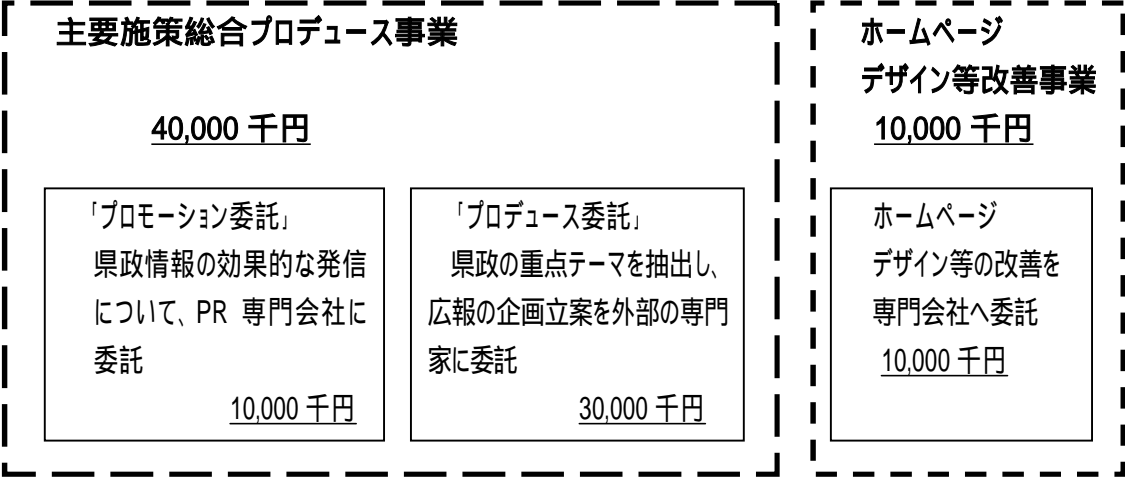 主要施策総合プロデュース事業
40,000 千円
「プロモーション委託」
県政情報の効果的な発信
について、PR 専門会社に
委託
10,000 千円
「プロデュース委託」
県政の重点テーマを抽出し、
広報の企画立案を外部の専門
家に委託
30,000 千円
ホームページ
デザイン等改善事業
10,000 千円
ホームページ
デザイン等の改善を
専門会社へ委託
10,000 千円